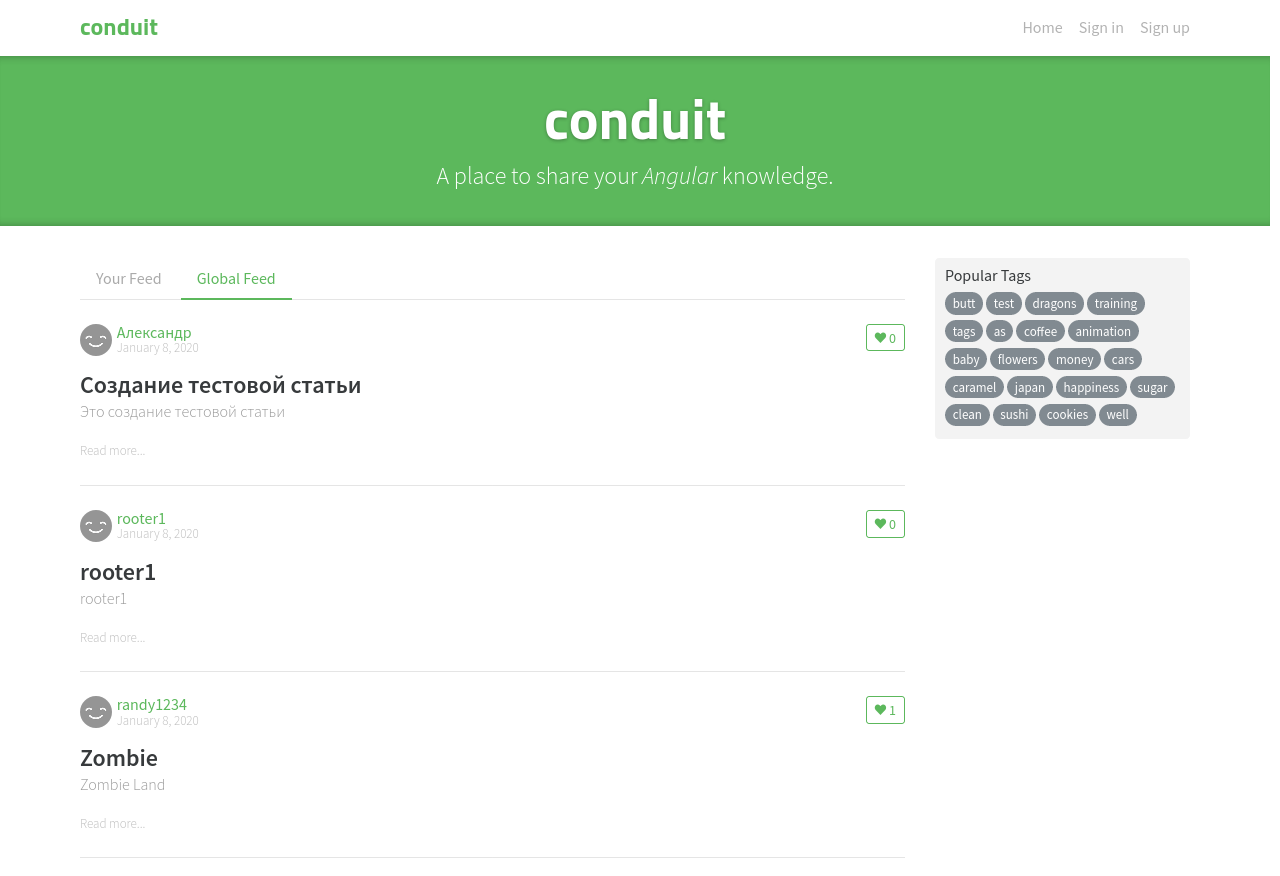 conduit
Home Sign in Sign up
conduit
A place to share your Angular knowledge.
Your Feed Global Feed
Александр
January 8, 2020
0
Создание тестовой статьи
Это создание тестовой статьи
Read more...
rooter1
January 8, 2020
0
rooter1
rooter1
Read more...
randy1234
January 8, 2020
1
Zombie
Zombie Land
Read more...
Popular Tags
butt test dragons training
tags as coffee animation
baby flowers money cars
caramel japan happiness sugar
clean sushi cookies well